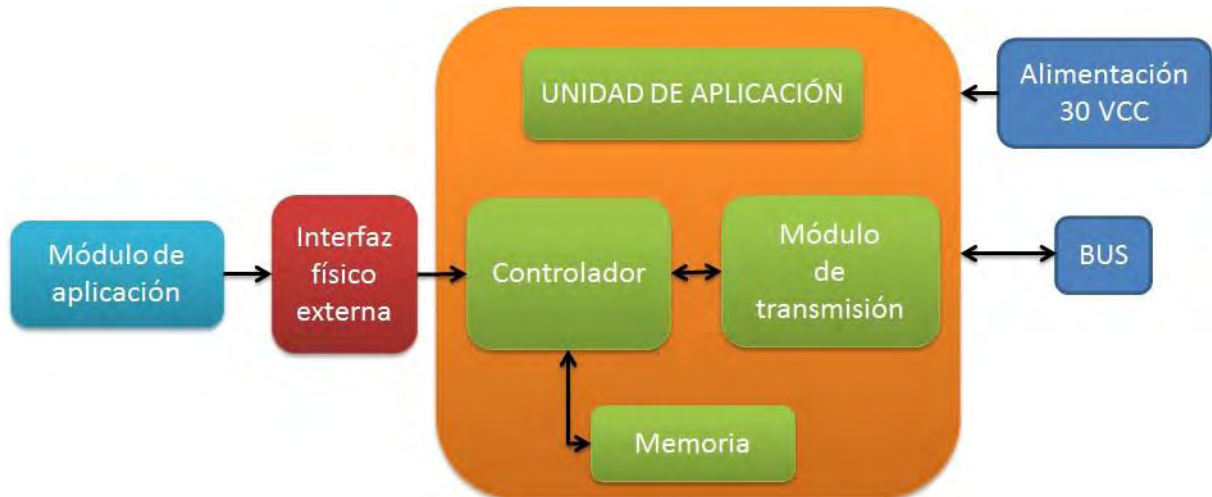 UNIDAD DE APLICACIÓN
Alimentación
30 VCC
Módulo de
aplicación
Interfaz
físico
externa
Controlador
Módulo
de
transmisión
BUS
Memoria